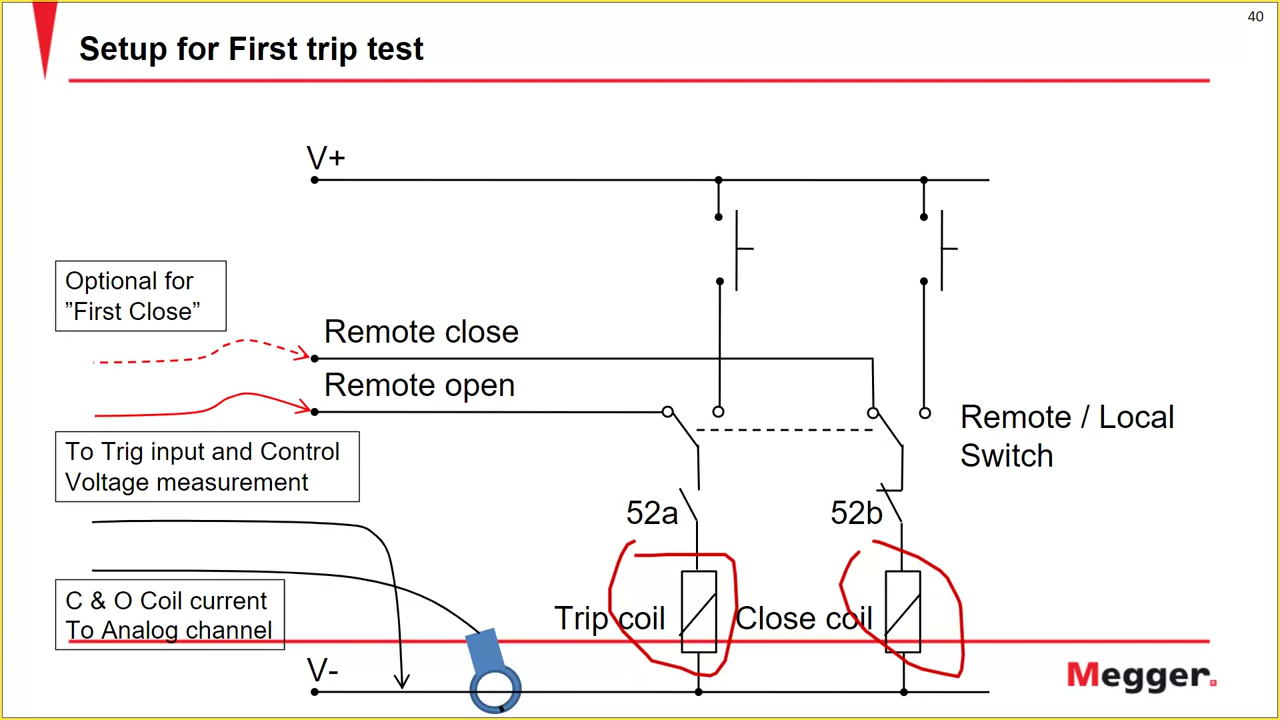 40
Setup for First trip test
V+
Optional for
”First Close”
Remote close
Remote open
Remote / Local
Switch
To Trig input and Control
Voltage measurement
52a
52b
C & O Coil current
To Analog channel
Trip coil
Close coil
V-
Megger.